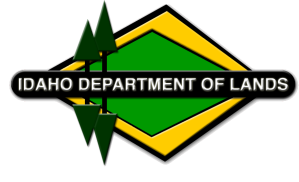 IDAHO DEPARTMENT OF LANDS